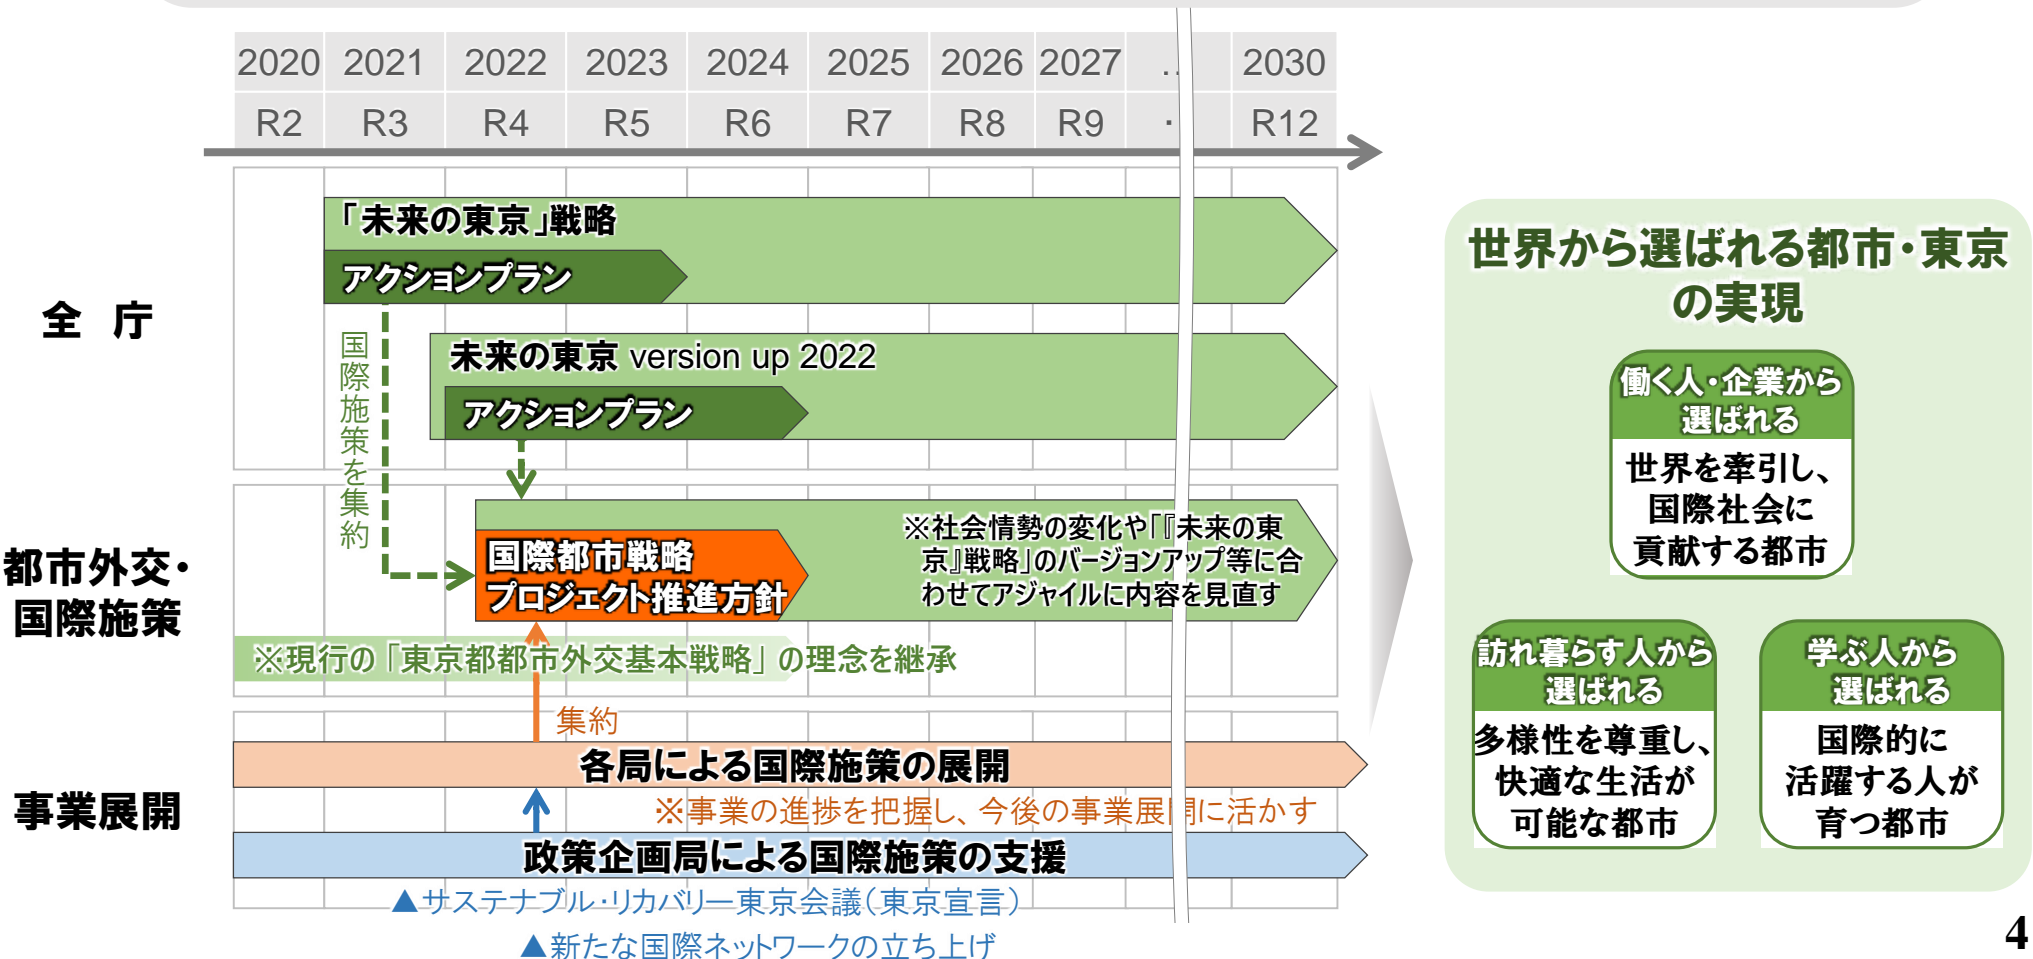 2020 2021 2022 2023 2024 2025 2026 2027 ‥ 2030
R2 R3 R4 R5 R6 R7 R8 R9 ・ R12
全 庁
「未来の東京」戦略
アクションプラン
国際施策を集約
未来の東京 version up 2022
アクションプラン
都市外交・
国際施策
国際都市戦略
プロジェクト推進方針
※社会情勢の変化や「『未来の東
京』戦略」のバージョンアップ等に合
わせてアジャイルに内容を見直す
※現行の「東京都都市外交基本戦略」の理念を継承
集約
事業展開
各局による国際施策の展開
※事業の進捗を把握し、今後の事業展開に活かす
政策企画局による国際施策の支援
▲サステナブル・リカバリー東京会議(東京宣言)
▲新たな国際ネットワークの立ち上げ
世界から選ばれる都市・東京
の実現
働く人・企業から
選ばれる
世界を牽引し、
国際社会に
貢献する都市
訪れ暮らす人から
選ばれる
多様性を尊重し、
快適な生活が
可能な都市
学ぶ人から
選ばれる
国際的に
活躍する人が
育つ都市
4